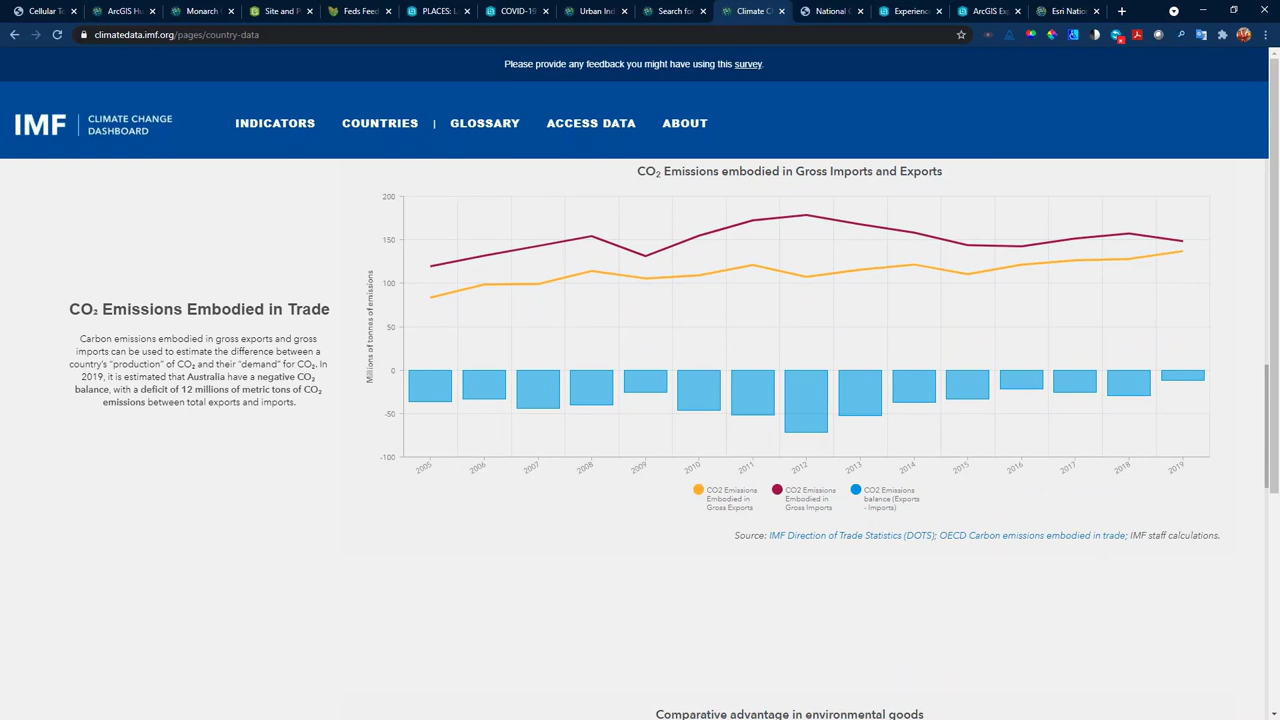 Cellular To
ArcGIS Hu
Monarch C
Site and P
Feds Feed
PLACES: L
COVID-19
Urban Ind
Search for
Climate Ch
National G
Experience
ArcGIS Exp
Esri Nation
climatedata.imf.org/pages/country-data
Please provide any feedback you might have using this survey.
IMF
CLIMATE CHANGE
DASHBOARD
INDICATORS COUNTRIES | GLOSSARY ACCESS DATA ABOUT
CO₂ Emissions embodied in Gross Imports and Exports
CO₂ Emissions Embodied in Trade
Carbon emissions embodied in gross exports and gross
imports can be used to estimate the difference between a
country's "production" of CO₂ and their "demand" for CO₂. In
2019, it is estimated that Australia have a negative CO₂
balance, with a deficit of 12 millions of metric tons of CO₂
emissions between total exports and imports.
Millions of tonnes of emissions
200
150
100
50
0
-50
-100
2005 2006 2007 2008 2009 2010 2011 2012 2013 2014 2015 2016 2017 2018 2019
CO2 Emissions
Embodied in
Gross Exports
CO2 Emissions
Embodied in
Gross Imports
CO2 Emissions
balance (Exports
- Imports)
Source: IMF Direction of Trade Statistics (DOTS); OECD Carbon emissions embodied in trade; IMF staff calculations.
Comparative advantage in environmental goods